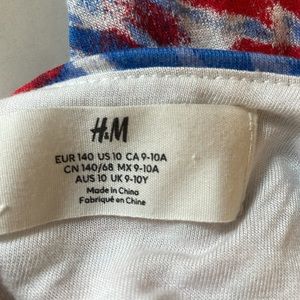 H&M
EUR 140 US 10 CA 9-10A
CN 140/68 MX 9-10A
AUS 10 UK 9-10Y
Made in China
Fabriqué en Chine